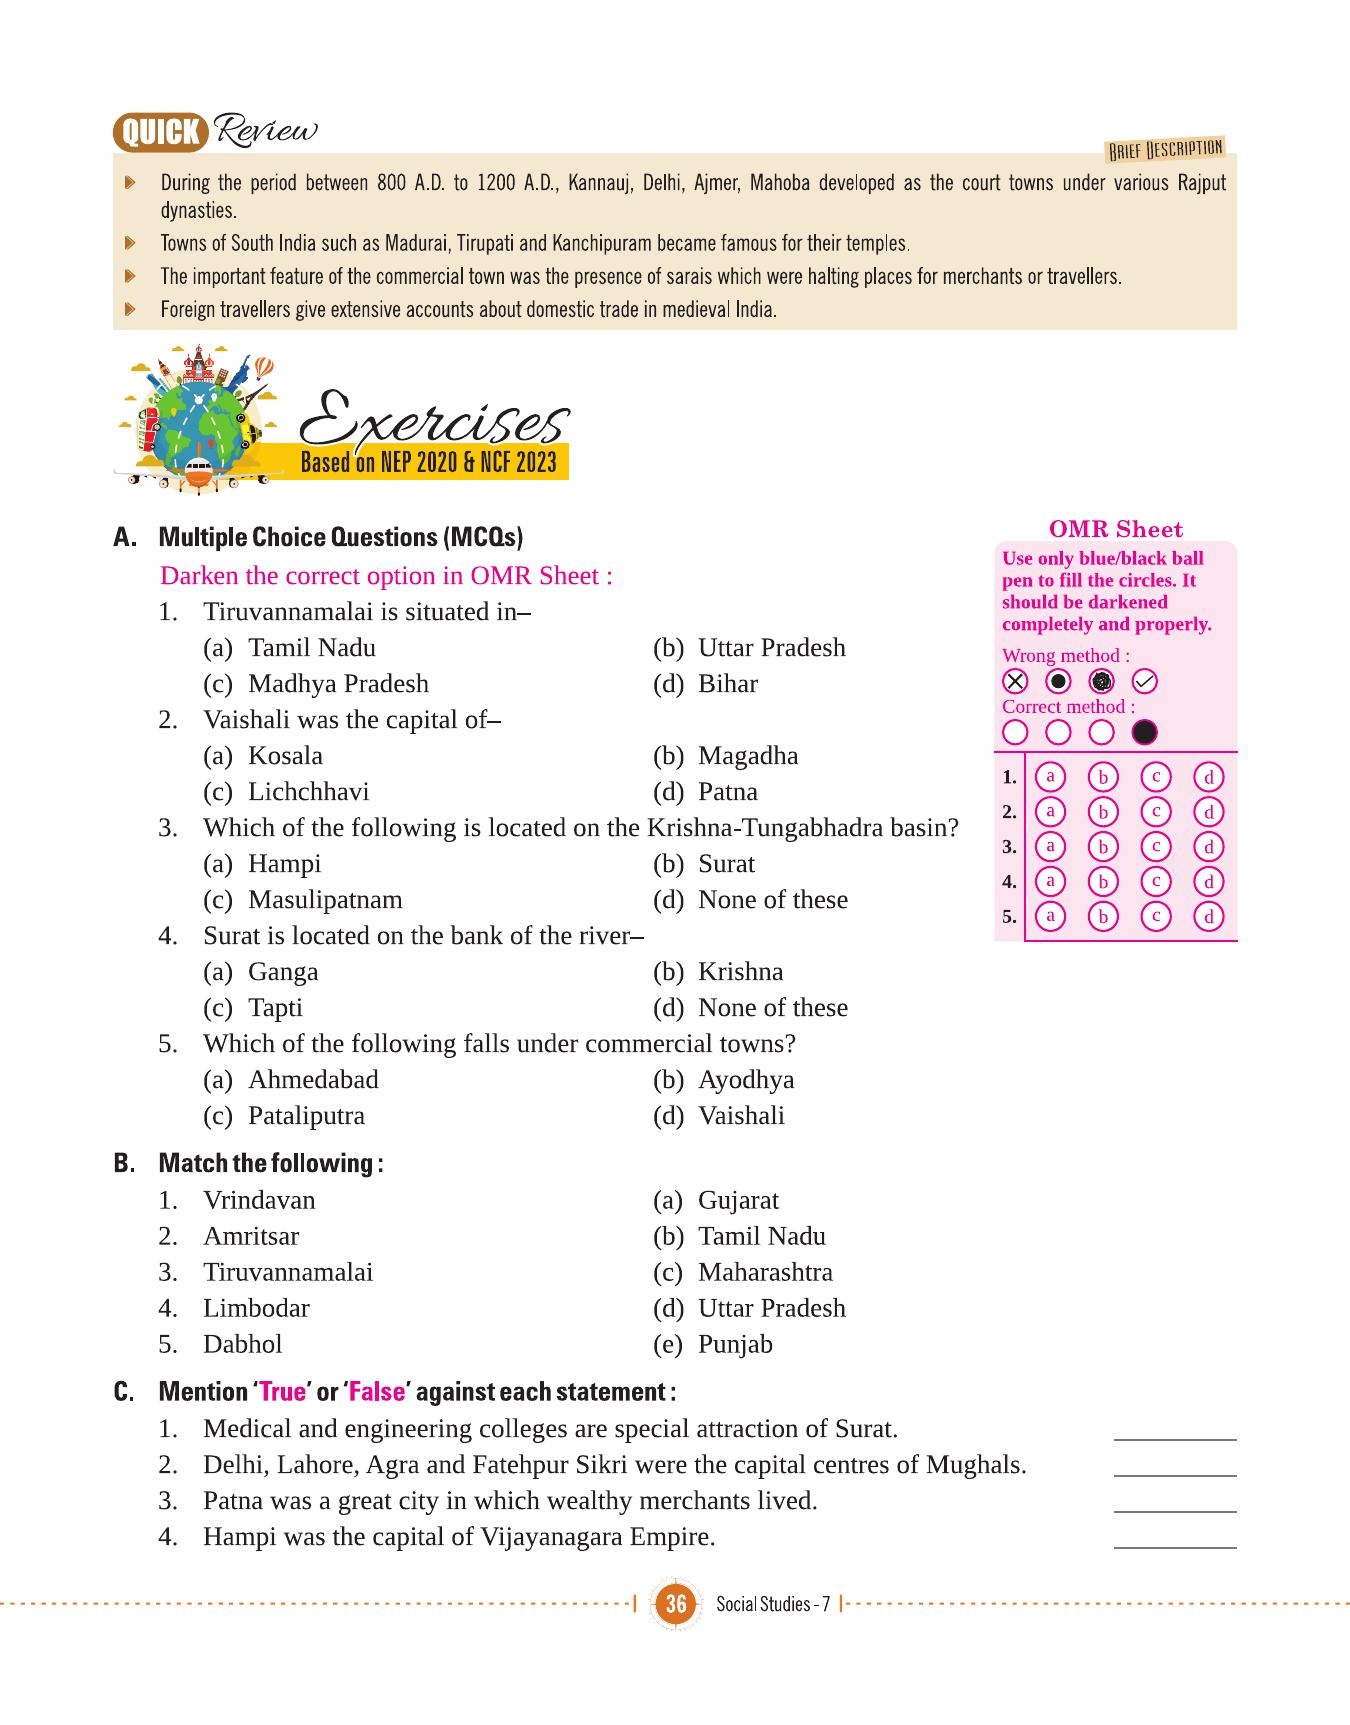 QUICK Review
BRIEF DESCRIPTION
During the period between 800 A.D. to 1200 A.D., Kannauj, Delhi, Ajmer, Mahoba developed as the court towns under various Rajput
dynasties.
Towns of South India such as Madurai, Tirupati and Kanchipuram became famous for their temples.
The important feature of the commercial town was the presence of sarais which were halting places for merchants or travellers.
Foreign travellers give extensive accounts about domestic trade in medieval India.
Exercises
Based on NEP 2020 & NCF 2023
A. Multiple Choice Questions (MCQs)
Darken the correct option in OMR Sheet :
1. Tiruvannamalai is situated in–
(a) Tamil Nadu (b) Uttar Pradesh
(c) Madhya Pradesh (d) Bihar
2. Vaishali was the capital of–
(a) Kosala (b) Magadha
(c) Lichchhavi (d) Patna
3. Which of the following is located on the Krishna-Tungabhadra basin?
(a) Hampi (b) Surat
(c) Masulipatnam (d) None of these
4. Surat is located on the bank of the river–
(a) Ganga (b) Krishna
(c) Tapti (d) None of these
5. Which of the following falls under commercial towns?
(a) Ahmedabad (b) Ayodhya
(c) Pataliputra (d) Vaishali
OMR Sheet
Use only blue/black ball
pen to fill the circles. It
should be darkened
completely and properly.
Wrong method :
Correct method :
1. a b c d
2. a b c d
3. a b c d
4. a b c d
5. a b c d
B. Match the following :
1. Vrindavan (a) Gujarat
2. Amritsar (b) Tamil Nadu
3. Tiruvannamalai (c) Maharashtra
4. Limbodar (d) Uttar Pradesh
5. Dabhol (e) Punjab
C. Mention ‘True’ or ‘False’ against each statement :
1. Medical and engineering colleges are special attraction of Surat.
2. Delhi, Lahore, Agra and Fatehpur Sikri were the capital centres of Mughals.
3. Patna was a great city in which wealthy merchants lived.
4. Hampi was the capital of Vijayanagara Empire.
36 Social Studies - 7